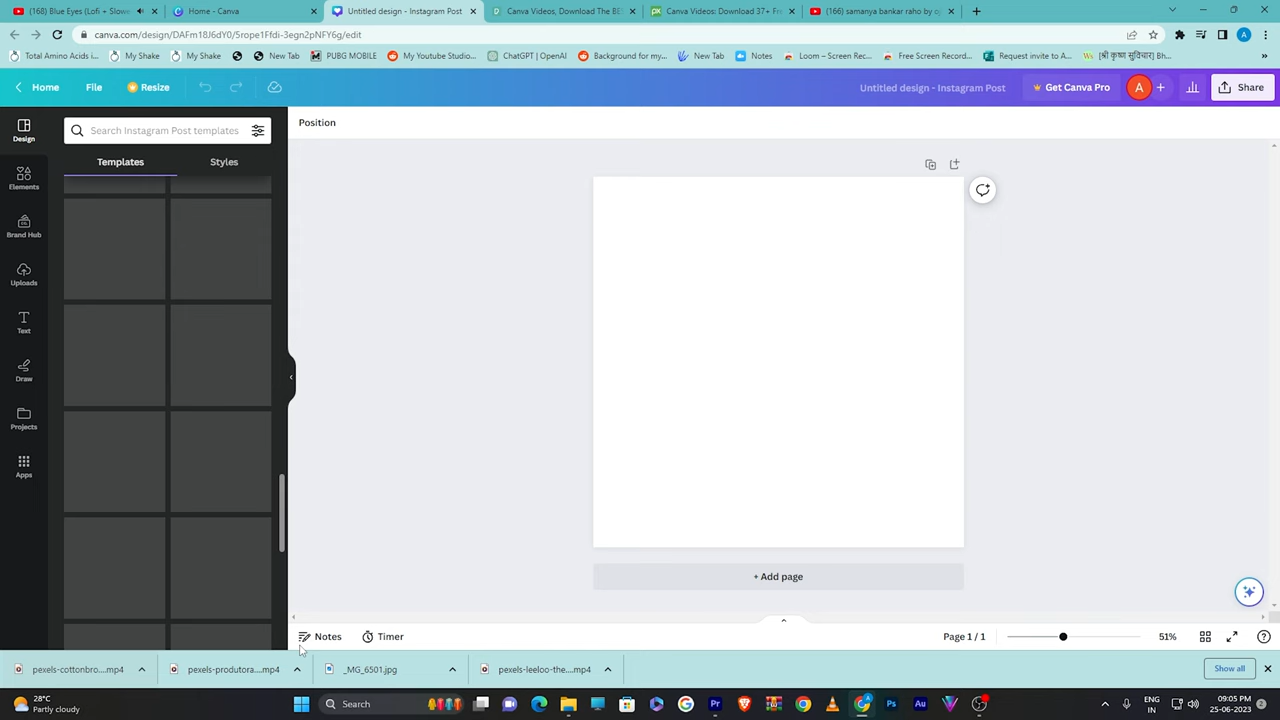 (168) Blue Eyes (Lofi + Slowe
Home - Canva
Untitled design - Instagram Post
Canva Videos, Download The BE
Canva Videos: Download 37+ Fr
(166) samanya bankar raho by oj
canva.com/design/DAFm18J6dY0/5rope1Ffdi-3egn2pNFY6g/edit
Total Amino Acids i...
My Shake
My Shake
New Tab
PUBG MOBILE
My Youtube Studio...
ChatGPT | OpenAI
Background for my...
New Tab
Notes
Loom – Screen Rec...
Free Screen Record...
Request invite to A...
[श्री कृष्ण सुविचार] Bh...
Home
File
Resize
Untitled design - Instagram Post
Get Canva Pro
A
Share
Design
Search Instagram Post templates
Position
Templates
Styles
Elements
Brand Hub
Uploads
Text
Draw
Projects
Apps
+ Add page
Notes
Timer
Page 1 / 1
51%
pexels-cottonbro....mp4
pexels-produtora....mp4
_MG_6501.jpg
pexels-leeloo-the....mp4
Show all
28°C
Partly cloudy
Search
ENG
IN
09:05 PM
25-06-2023